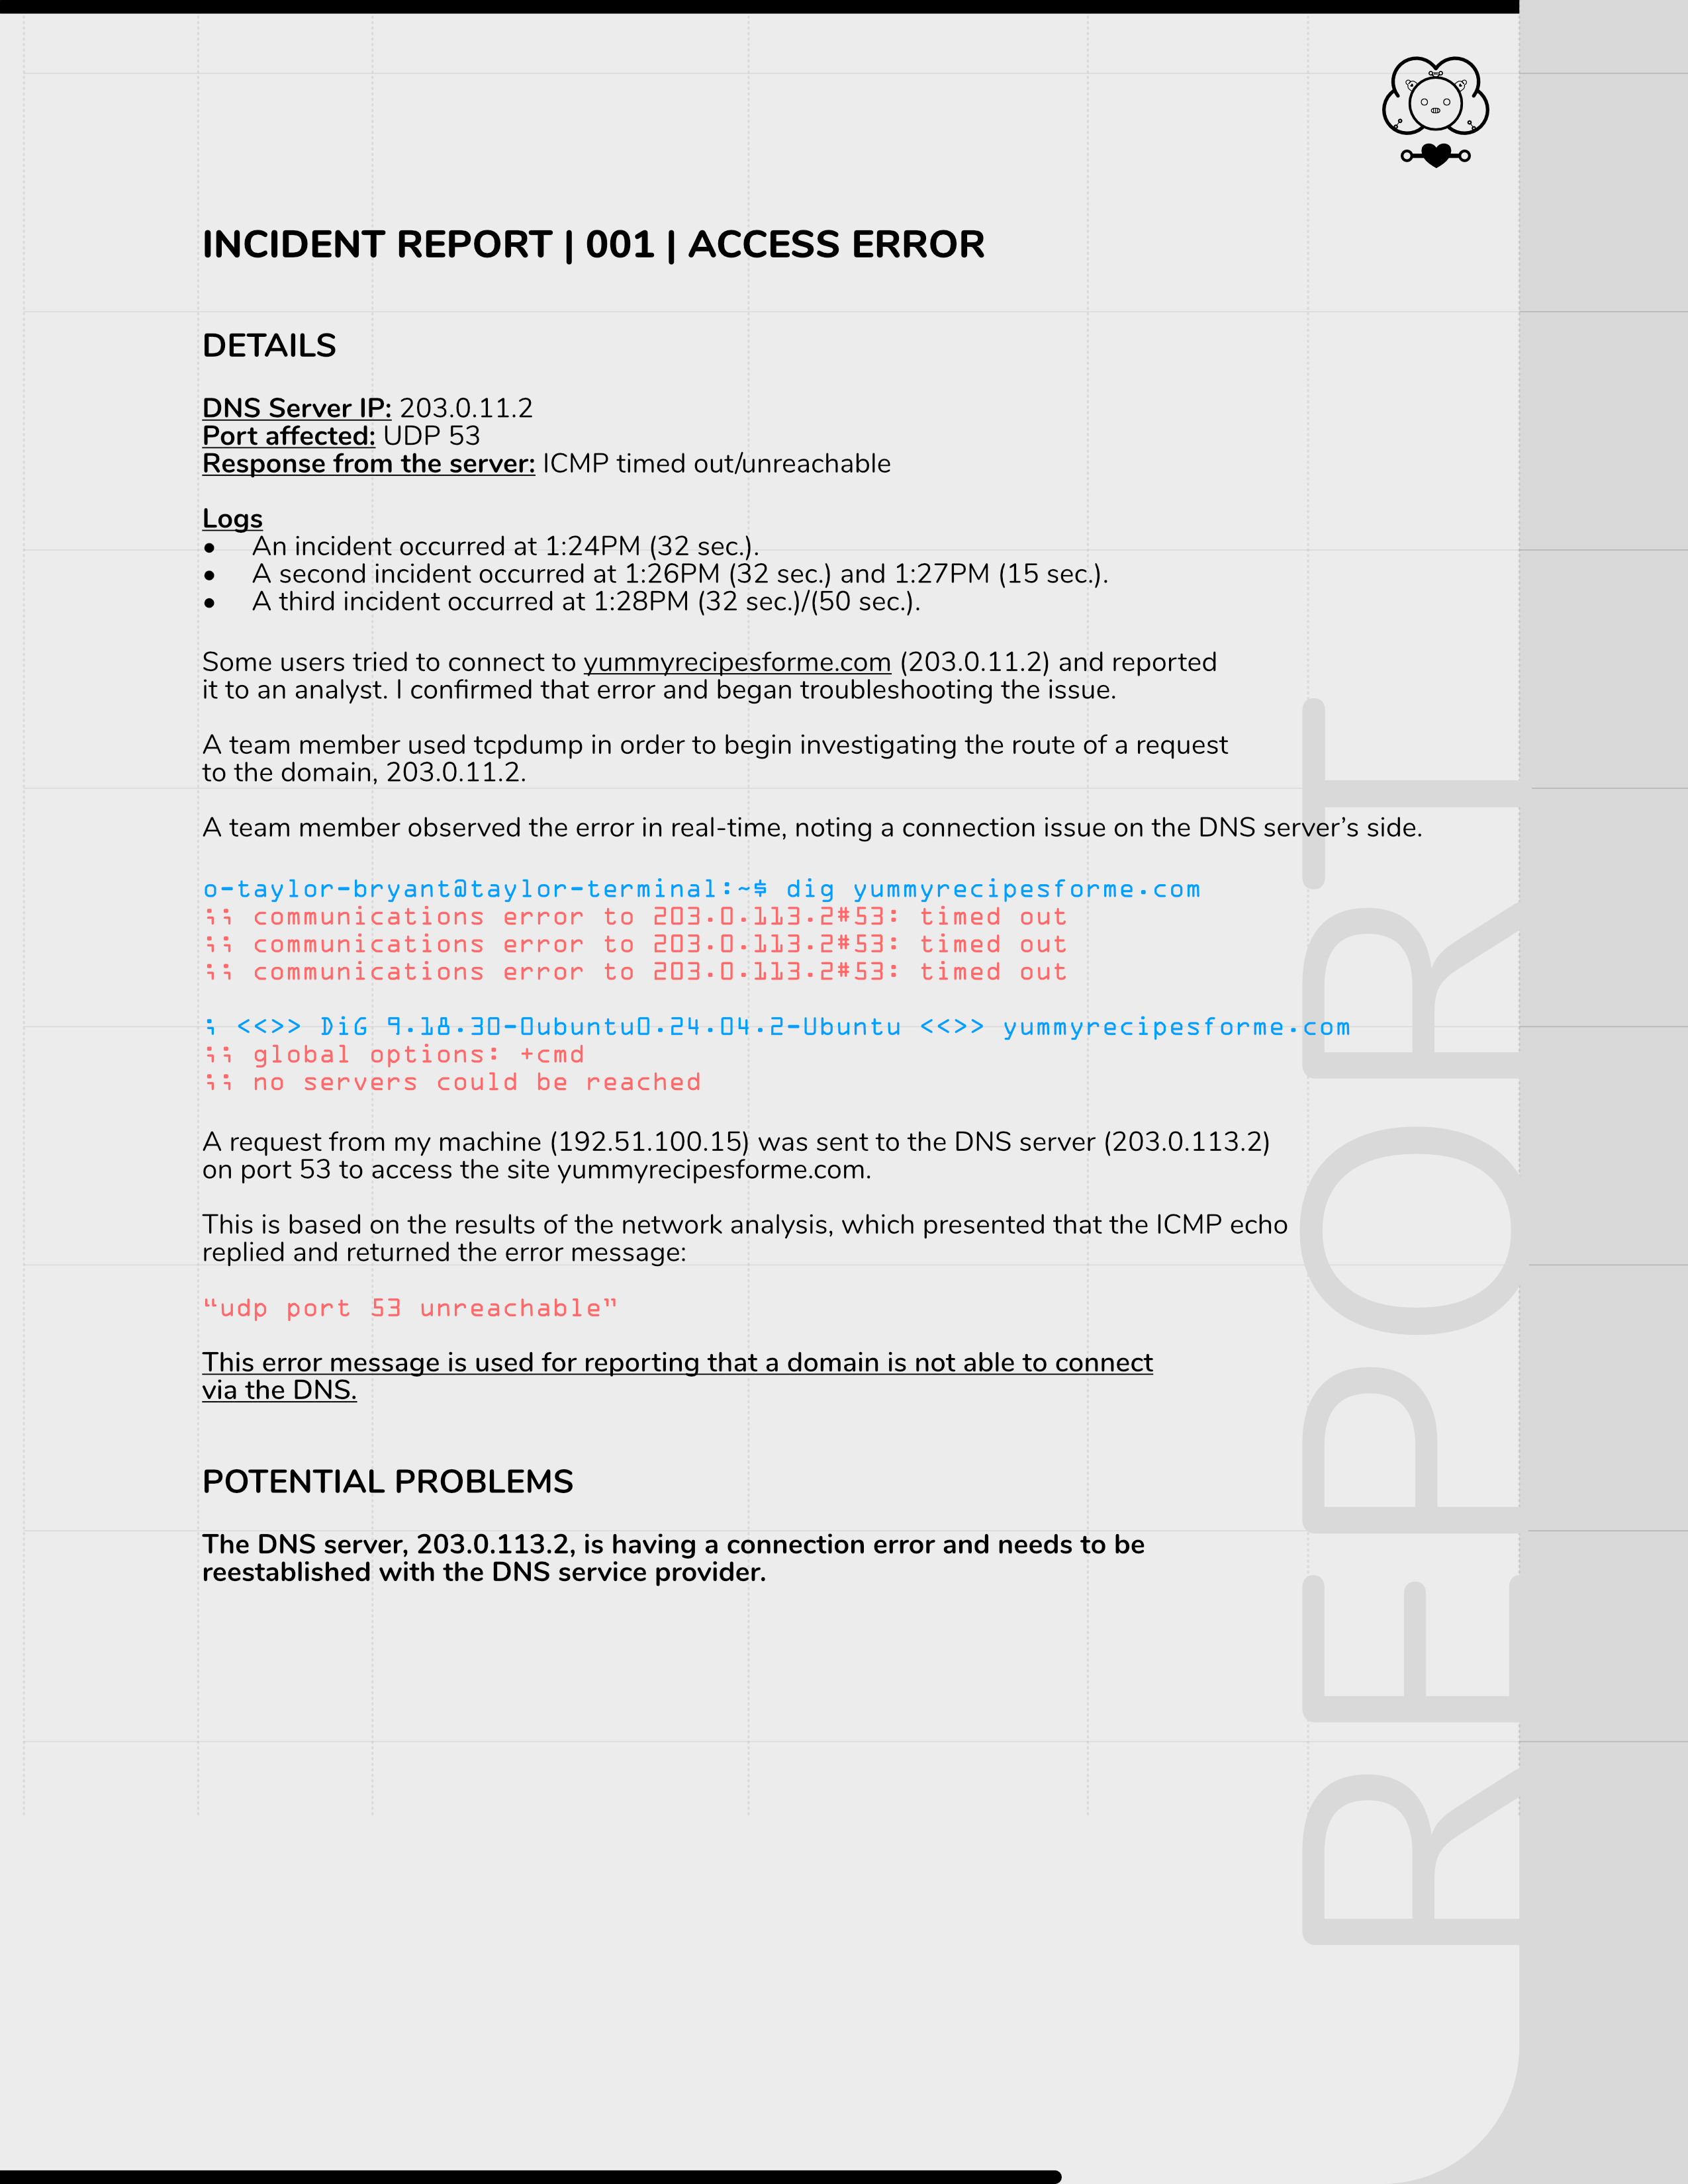 INCIDENT REPORT | 001 | ACCESS ERROR
DETAILS
DNS Server IP: 203.0.11.2
Port affected: UDP 53
Response from the server: ICMP timed out/unreachable
Logs
● An incident occurred at 1:24PM (32 sec.).
● A second incident occurred at 1:26PM (32 sec.) and 1:27PM (15 sec.).
● A third incident occurred at 1:28PM (32 sec.)/(50 sec.).
Some users tried to connect to yummyrecipesforme.com (203.0.11.2) and reported
it to an analyst. I confirmed that error and began troubleshooting the issue.
A team member used tcpdump in order to begin investigating the route of a request
to the domain, 203.0.11.2.
A team member observed the error in real-time, noting a connection issue on the DNS server’s side.
o-taylor-bryant@taylor-terminal:~$ dig yummyrecipesforme.com
;; communications error to 203.0.113.2#53: timed out
;; communications error to 203.0.113.2#53: timed out
;; communications error to 203.0.113.2#53: timed out
; <<>> DiG 9.18.30-0ubuntu0.24.04.2-Ubuntu <<>> yummyrecipesforme.com
;; global options: +cmd
;; no servers could be reached
A request from my machine (192.51.100.15) was sent to the DNS server (203.0.113.2)
on port 53 to access the site yummyrecipesforme.com.
This is based on the results of the network analysis, which presented that the ICMP echo
replied and returned the error message:
“udp port 53 unreachable”
This error message is used for reporting that a domain is not able to connect
via the DNS.
POTENTIAL PROBLEMS
The DNS server, 203.0.113.2, is having a connection error and needs to be
reestablished with the DNS service provider.
REPORT